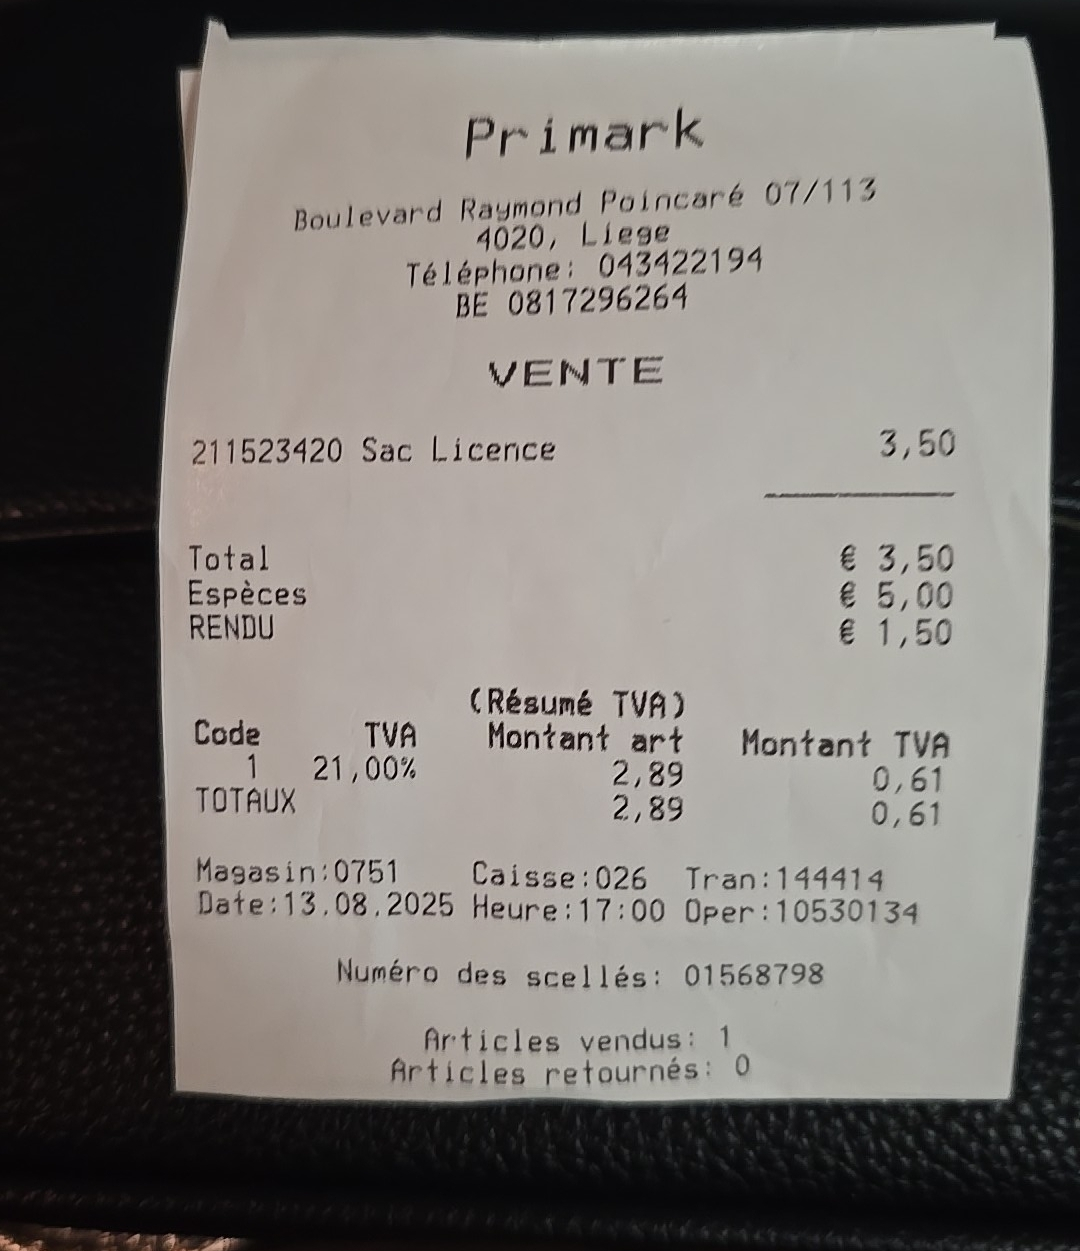 Primark
Boulevard Raymond Poincaré 07/113
4020, Liege
Téléphone: 043422194
BE 0817296264
VENTE
211523420 Sac Licence 3,50
Total € 3,50
Espèces € 5,00
RENDU € 1,50
(Résumé TVA)
Code TVA Montant art Montant TVA
1 21,00% 2,89 0,61
TOTAUX 2,89 0,61
Magasin:0751 Caisse:026 Tran:144414
Date:13.08.2025 Heure:17:00 Oper:10530134
Numéro des scellés: 01568798
Articles vendus: 1
Articles retournés: 0